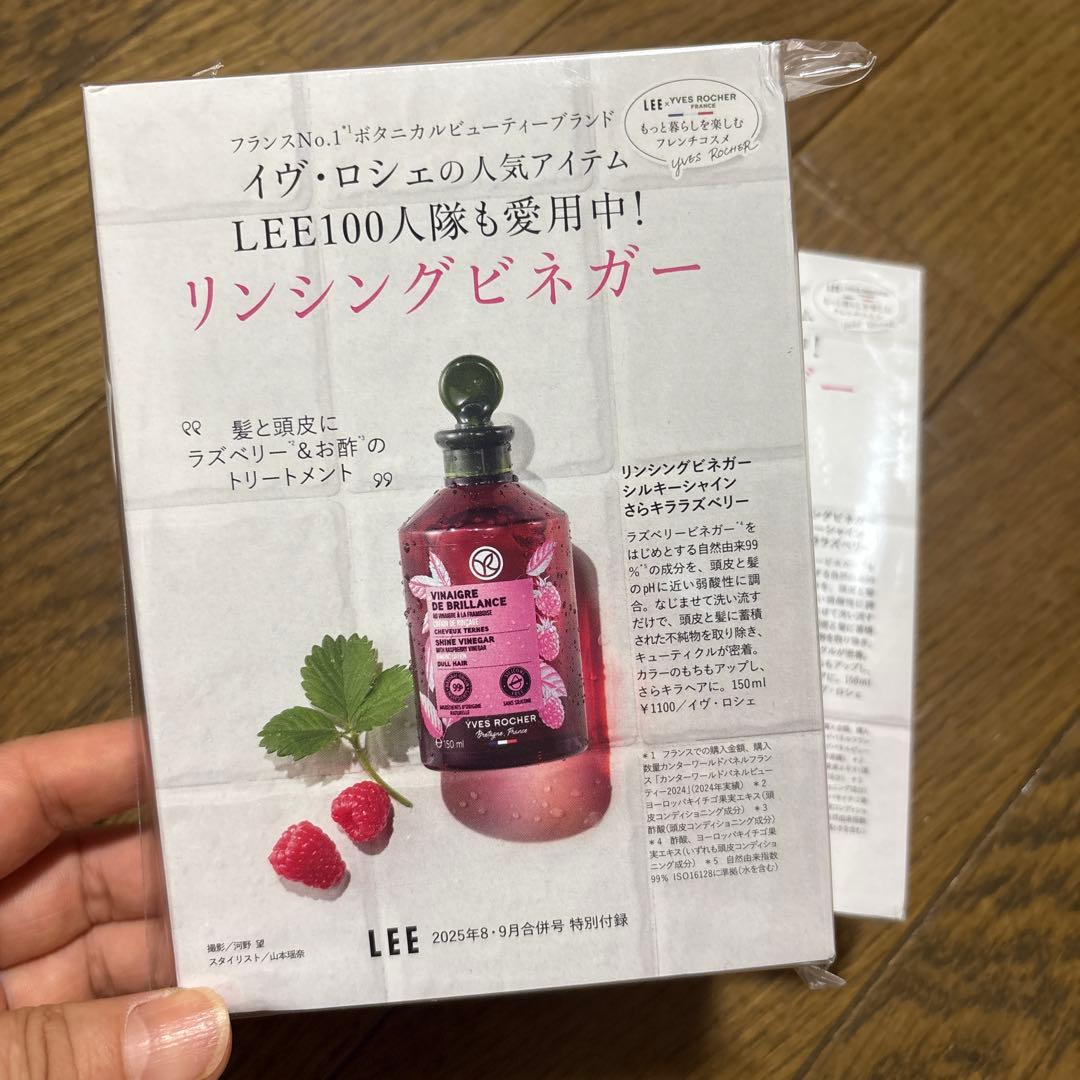 LEE×YVES ROCHER
FRANCE
もっと暮らしを楽しむ
フレンチコスメ
YVES ROCHER
フランスNo.1*1ボタニカルビューティーブランド
イヴ・ロシェの人気アイテム
LEE100人隊も愛用中!
リンシングビネガー
髪と頭皮に
ラズベリー*2&お酢*3の
トリートメント
リンシングビネガー
シルキーシャイン
さらキララズベリー
ラズベリービネガー*4を
はじめとする自然由来99
%*5の成分を、頭皮と髪
のpHに近い弱酸性に調
合。なじませて洗い流す
だけで、頭皮と髪に蓄積
された不純物を取り除き、
キューティクルが密着。
カラーのもちもアップし、
さらキラヘアに。150ml
¥1100/イヴ・ロシェ
VINAIGRE
DE BRILLANCE
AU VINAIGRE À LA FRAMBOISE
CHEVEUX TERNES
SHINE VINEGAR
WITH RASPBERRY VINEGAR
DULL HAIR
99%
INGRÉDIENTS D'ORIGINE
NATURELLE
SANS SILICONE
YVES ROCHER
Bretagne, France
℮150 ml
*1 フランスでの購入金額、購入
数量カンターワールドパネルフラン
ス「カンターワールドパネルビュー
ティー2024」(2024年実績) *2
ヨーロッパキイチゴ果実エキス(頭
皮コンディショニング成分) *3
酢酸(頭皮コンディショニング成分)
*4 酢酸、ヨーロッパキイチゴ果
実エキス(いずれも頭皮コンディショ
ニング成分) *5 自然由来指数
99% ISO16128に準拠(水を含む)
撮影/河野 望
スタイリスト/山本瑶奈
LEE 2025年8・9月合併号 特別付録